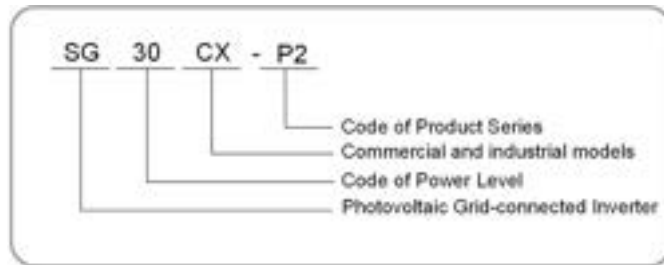 SG 30 CX - P2
Code of Product Series
Commercial and industrial models
Code of Power Level
Photovoltaic Grid-connected Inverter